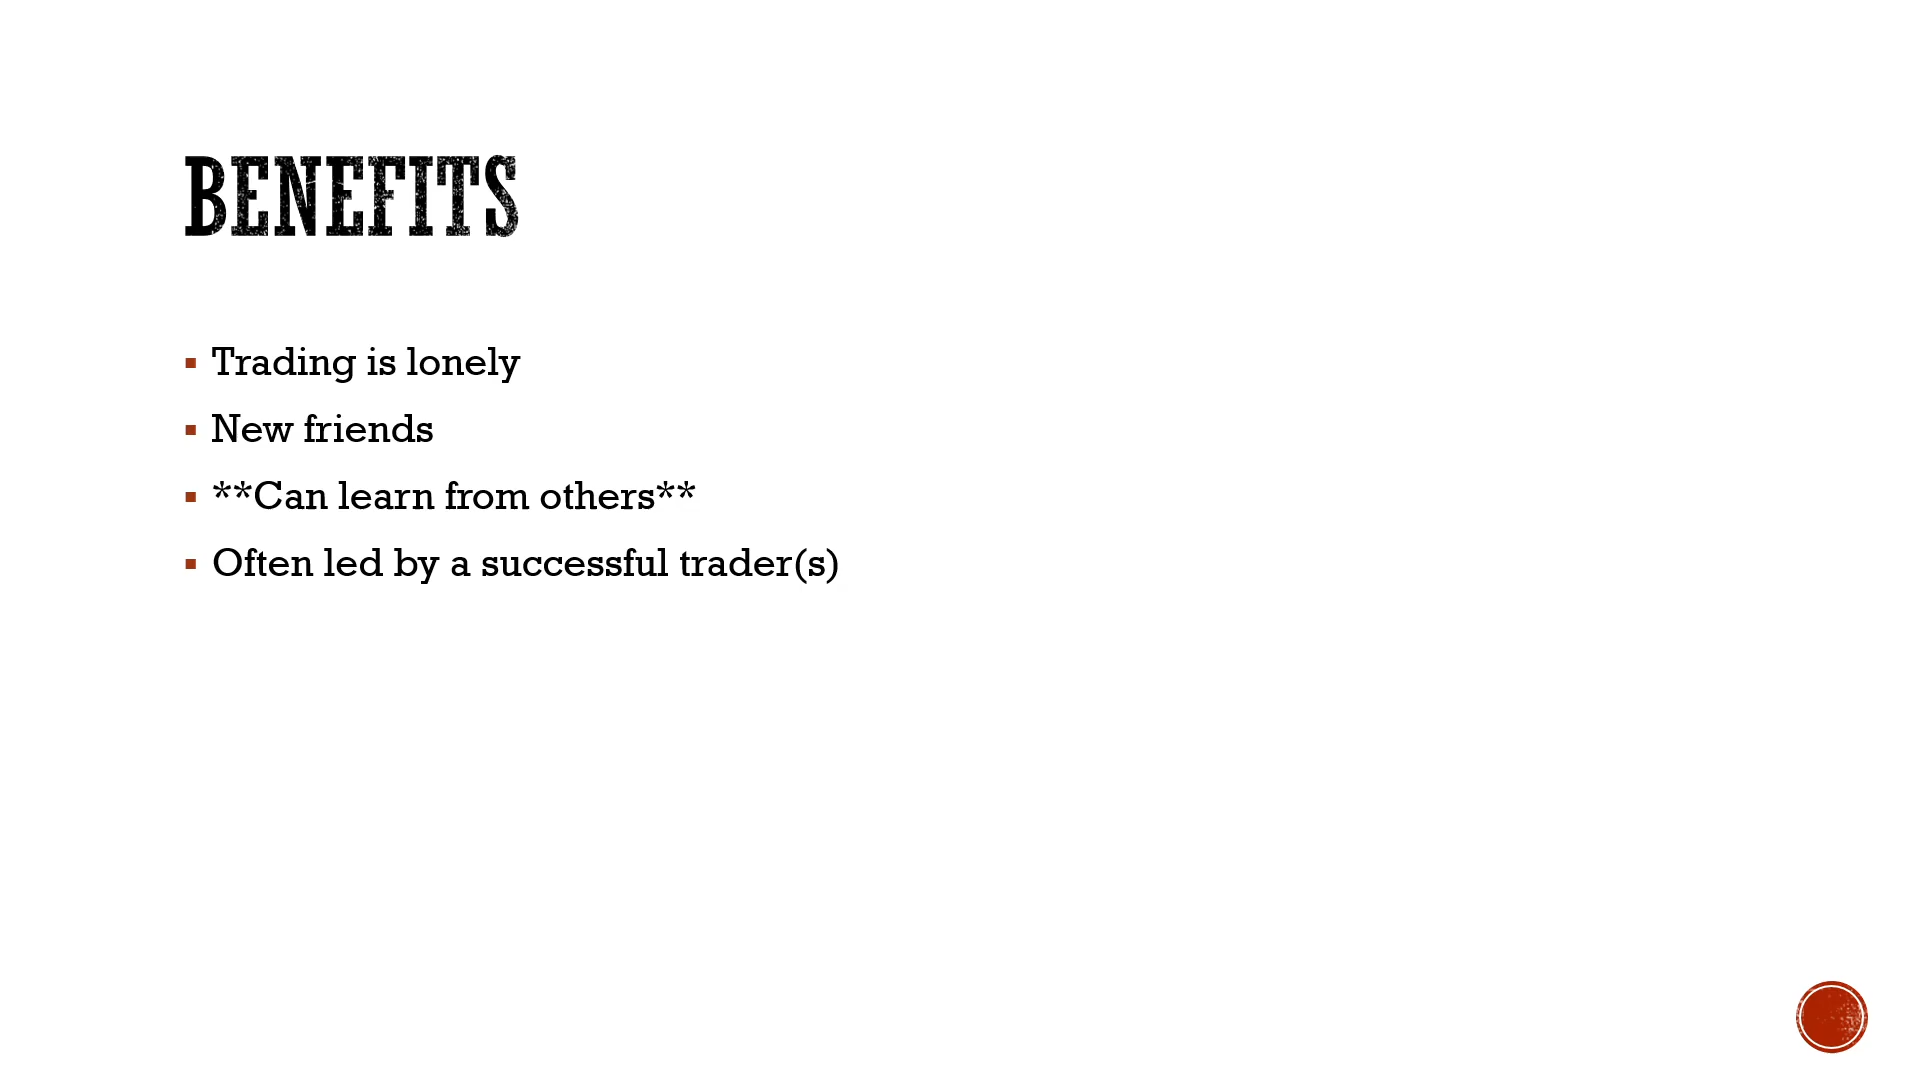 BENEFITS
▪ Trading is lonely
▪ New friends
▪ **Can learn from others**
▪ Often led by a successful trader(s)